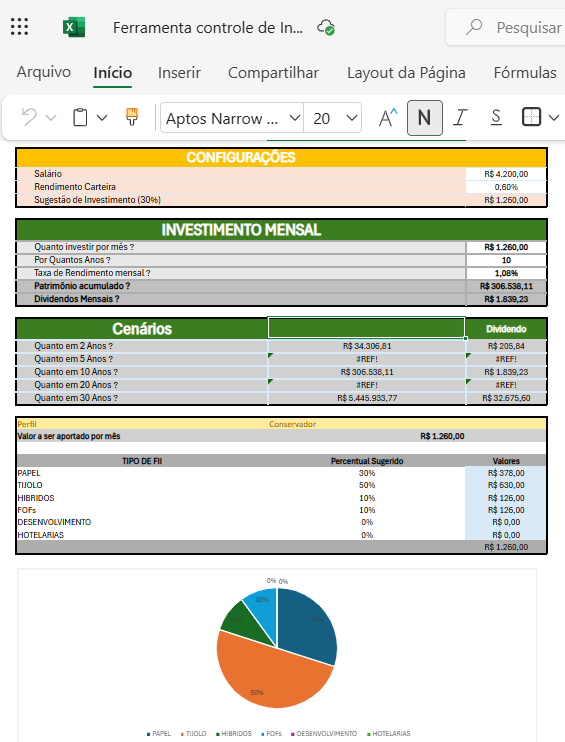 Ferramenta controle de In...
Pesquisar
Arquivo Início Inserir Compartilhar Layout da Página Fórmulas
Aptos Narrow ... 20 A^ N I S
CONFIGURAÇÕES
Salário R$ 4.200,00
Rendimento Carteira 0,60%
Sugestão de Investimento (30%) R$ 1.260,00
INVESTIMENTO MENSAL
Quanto investir por mês ? R$ 1.260,00
Por Quantos Anos ? 10
Taxa de Rendimento mensal ? 1,08%
Patrimônio acumulado ? R$ 306.538,11
Dividendos Mensais ? R$ 1.839,23
Cenários Dividendo
Quanto em 2 Anos ? R$ 34.306,81 R$ 205,84
Quanto em 5 Anos ? #REF! #REF!
Quanto em 10 Anos ? R$ 306.538,11 R$ 1.839,23
Quanto em 20 Anos ? #REF! #REF!
Quanto em 30 Anos ? R$ 5.445.933,77 R$ 32.675,60
Perfil Conservador
Valor a ser aportado por mês R$ 1.260,00
TIPO DE FII Percentual Sugerido Valores
PAPEL 30% R$ 378,00
TIJOLO 50% R$ 630,00
HIBRIDOS 10% R$ 126,00
FOFs 10% R$ 126,00
DESENVOLVIMENTO 0% R$ 0,00
HOTELARIAS 0% R$ 0,00
R$ 1.260,00
0% 0%
10%
50%
PAPEL TIJOLO HIBRIDOS FOFs DESENVOLVIMENTO HOTELARIAS